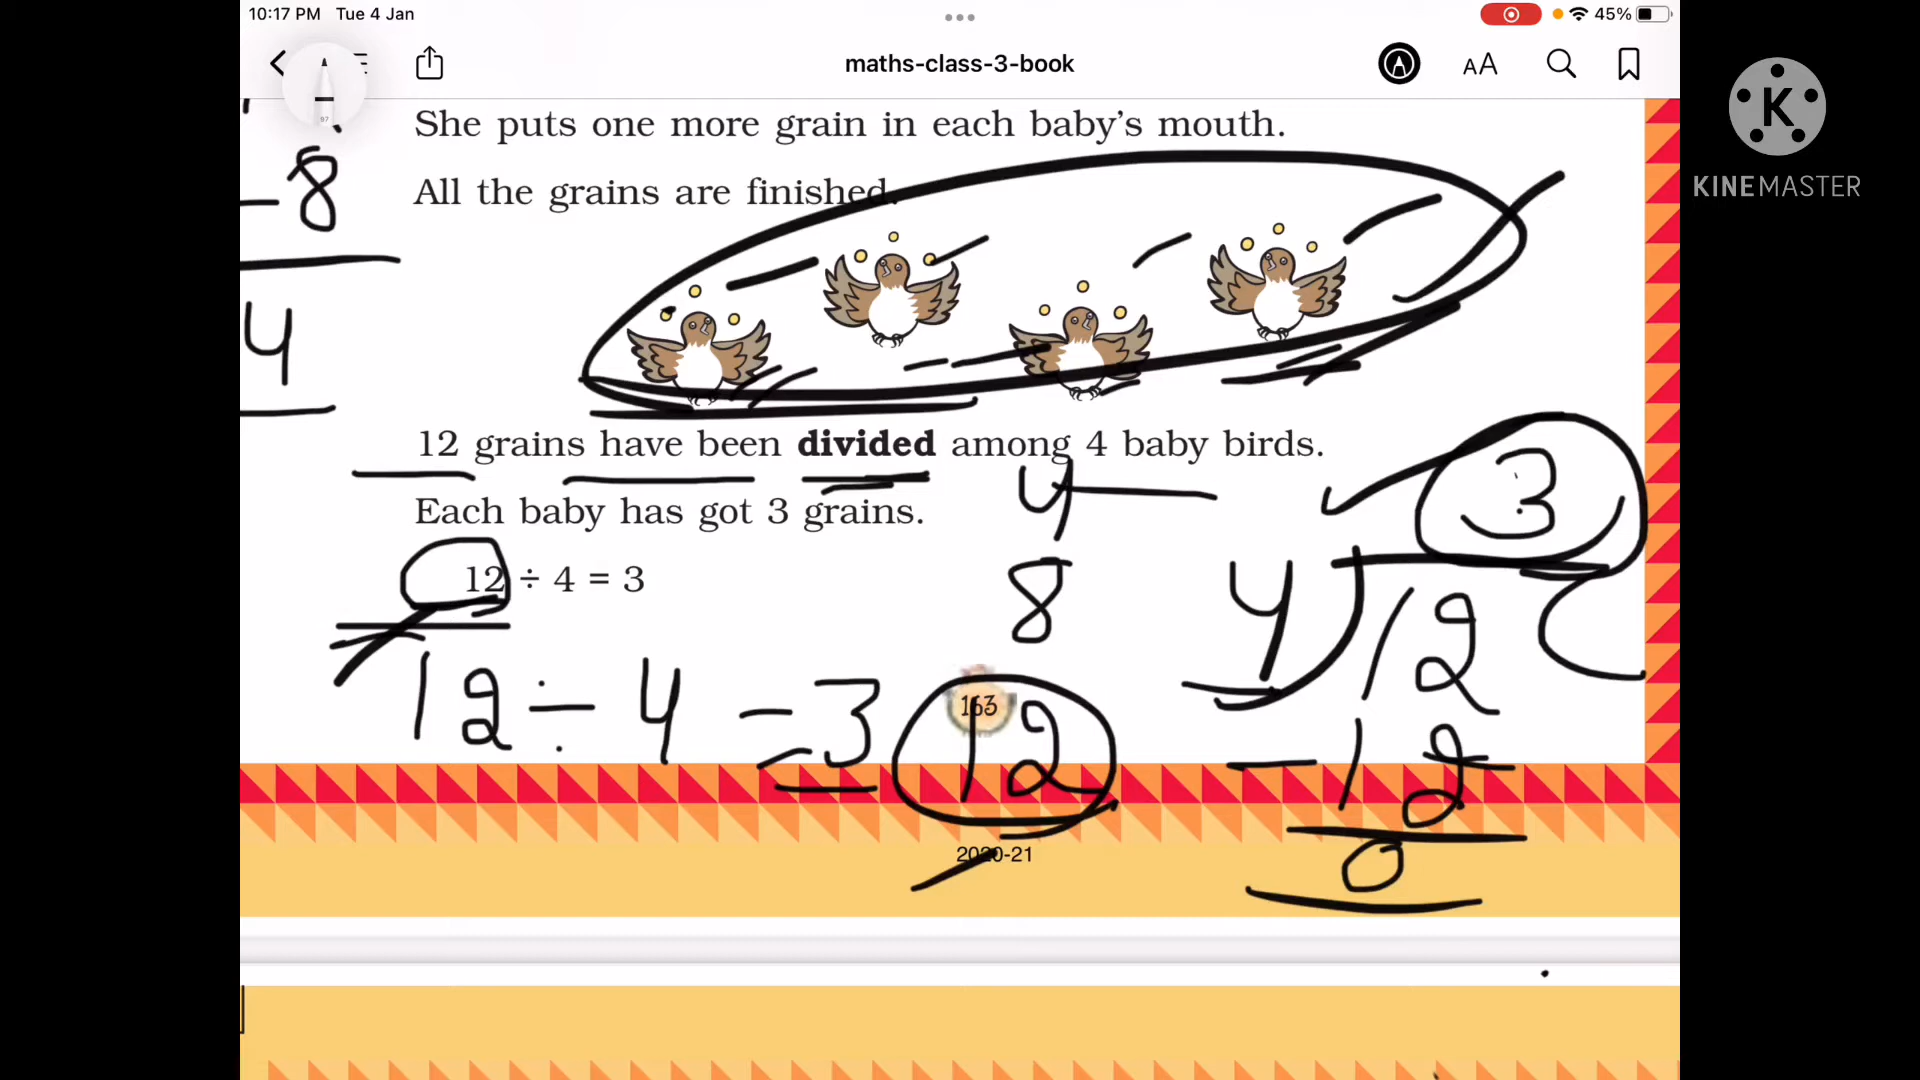 10:17 PM Tue 4 Jan
45%
maths-class-3-book
AA
K
KINEMASTER
97
She puts one more grain in each baby's mouth.
- 8
All the grains are finished.
4
12 grains have been divided among 4 baby birds.
4
3
Each baby has got 3 grains.
12 ÷ 4 = 3
8
4 12
12 ÷ 4 = 3
163
12
- 12
2020-21
0